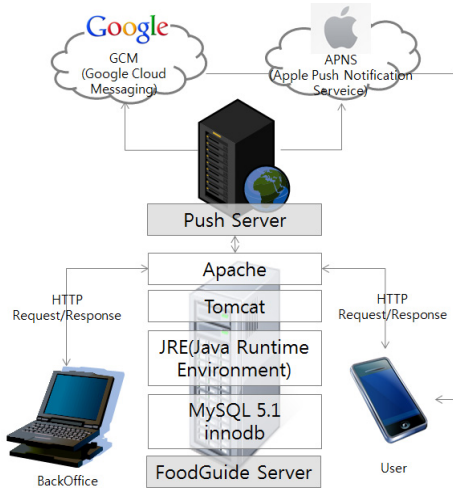 Google
GCM
(Google Cloud
Messaging)
APNS
(Apple Push Notification
Serveice)
Push Server
Apache
Tomcat
JRE(Java Runtime
Environment)
MySQL 5.1
innodb
FoodGuide Server
HTTP
Request/Response
HTTP
Request/Response
BackOffice
User